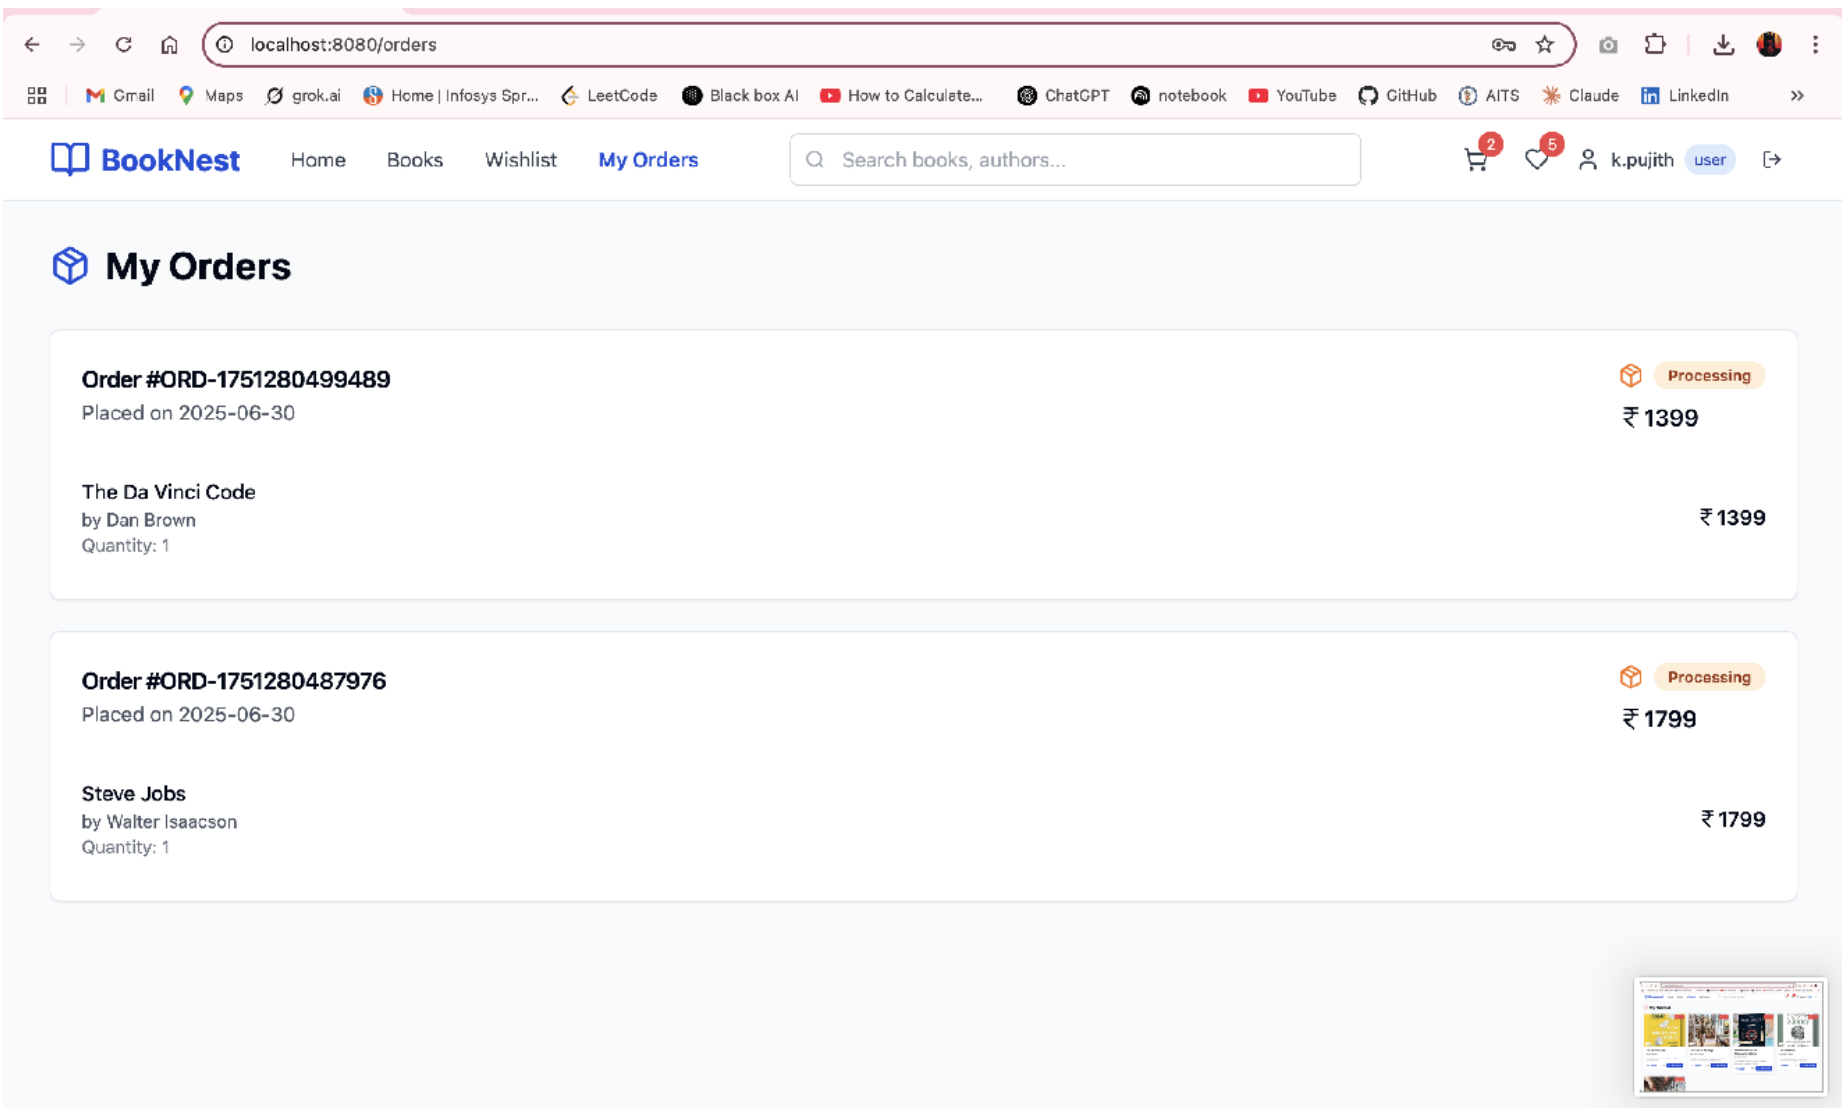 localhost:8080/orders
Gmail Maps grok.ai Home | Infosys Spr... LeetCode Black box AI How to Calculate... ChatGPT notebook YouTube GitHub AITS Claude LinkedIn »
BookNest Home Books Wishlist My Orders Search books, authors... 2 5 k.pujith user
My Orders
Order #ORD-1751280499489 Processing
Placed on 2025-06-30 ₹1399
The Da Vinci Code
by Dan Brown ₹1399
Quantity: 1
Order #ORD-1751280487976 Processing
Placed on 2025-06-30 ₹1799
Steve Jobs
by Walter Isaacson ₹1799
Quantity: 1